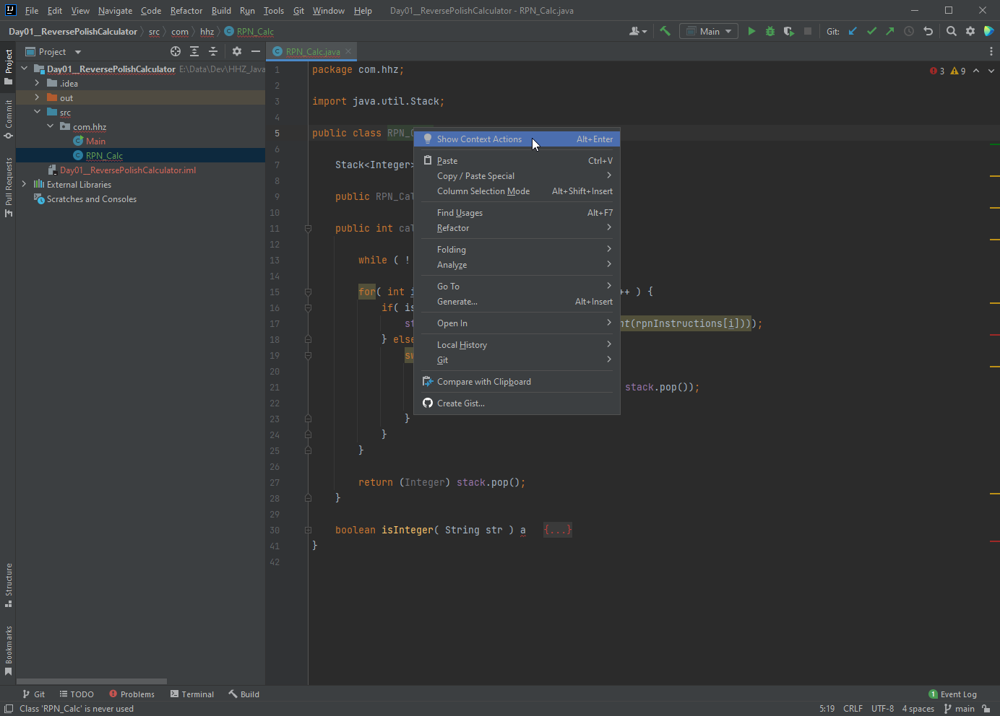 IJ File Edit View Navigate Code Refactor Build Run Tools Git Window Help Day01__ReversePolishCalculator - RPN_Calc.java
Day01__ReversePolishCalculator src com hhz RPN_Calc Main Git:
Project
RPN_Calc.java
Project
Commit
Pull Requests
Structure
Bookmarks
Day01__ReversePolishCalculator E:\Data\Dev\HHZ_Java
.idea
out
src
com.hhz
Main
RPN_Calc
Day01__ReversePolishCalculator.iml
External Libraries
Scratches and Consoles
3 9
1 package com.hhz;
2
3 import java.util.Stack;
4
5 public class RPN_C
6
7 Stack<Integer>
8
9 public RPN_Cal
10
11 public int cal
12
13 while ( !
14
15 for( int i ++ ) {
16 if( is
17 st nt(rpnInstructions[i]));
18 } else
19 sw
20
21 stack.pop());
22
23 }
24 }
25 }
26
27 return (Integer) stack.pop();
28 }
29
30 boolean isInteger( String str ) a {...}
41 }
42
Show Context Actions Alt+Enter
Paste Ctrl+V
Copy / Paste Special
Column Selection Mode Alt+Shift+Insert
Find Usages Alt+F7
Refactor
Folding
Analyze
Go To
Generate... Alt+Insert
Open In
Local History
Git
Compare with Clipboard
Create Gist...
Git TODO Problems Terminal Build 1 Event Log
Class 'RPN_Calc' is never used 5:19 CRLF UTF-8 4 spaces main